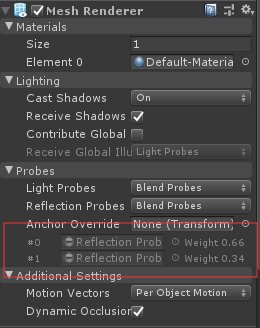 Mesh Renderer
Materials
Size 1
Element 0 Default-Materia
Lighting
Cast Shadows On
Receive Shadows
Contribute Global
Receive Global Illu Light Probes
Probes
Light Probes Blend Probes
Reflection Probes Blend Probes
Anchor Override None (Transform)
#0 Reflection Prob Weight 0.66
#1 Reflection Prob Weight 0.34
Additional Settings
Motion Vectors Per Object Motion
Dynamic Occlusion